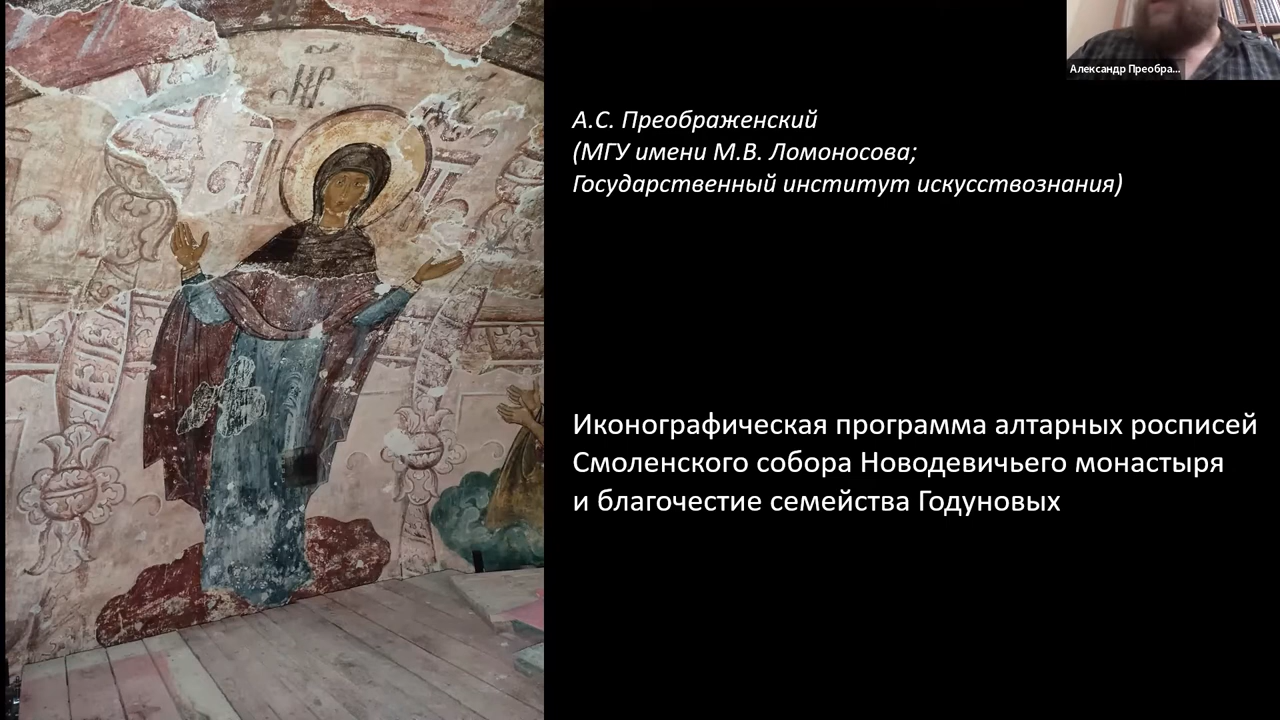 Александр Преобра...
А.С. Преображенский
(МГУ имени М.В. Ломоносова;
Государственный институт искусствознания)
Иконографическая программа алтарных росписей
Смоленского собора Новодевичьего монастыря
и благочестие семейства Годуновых